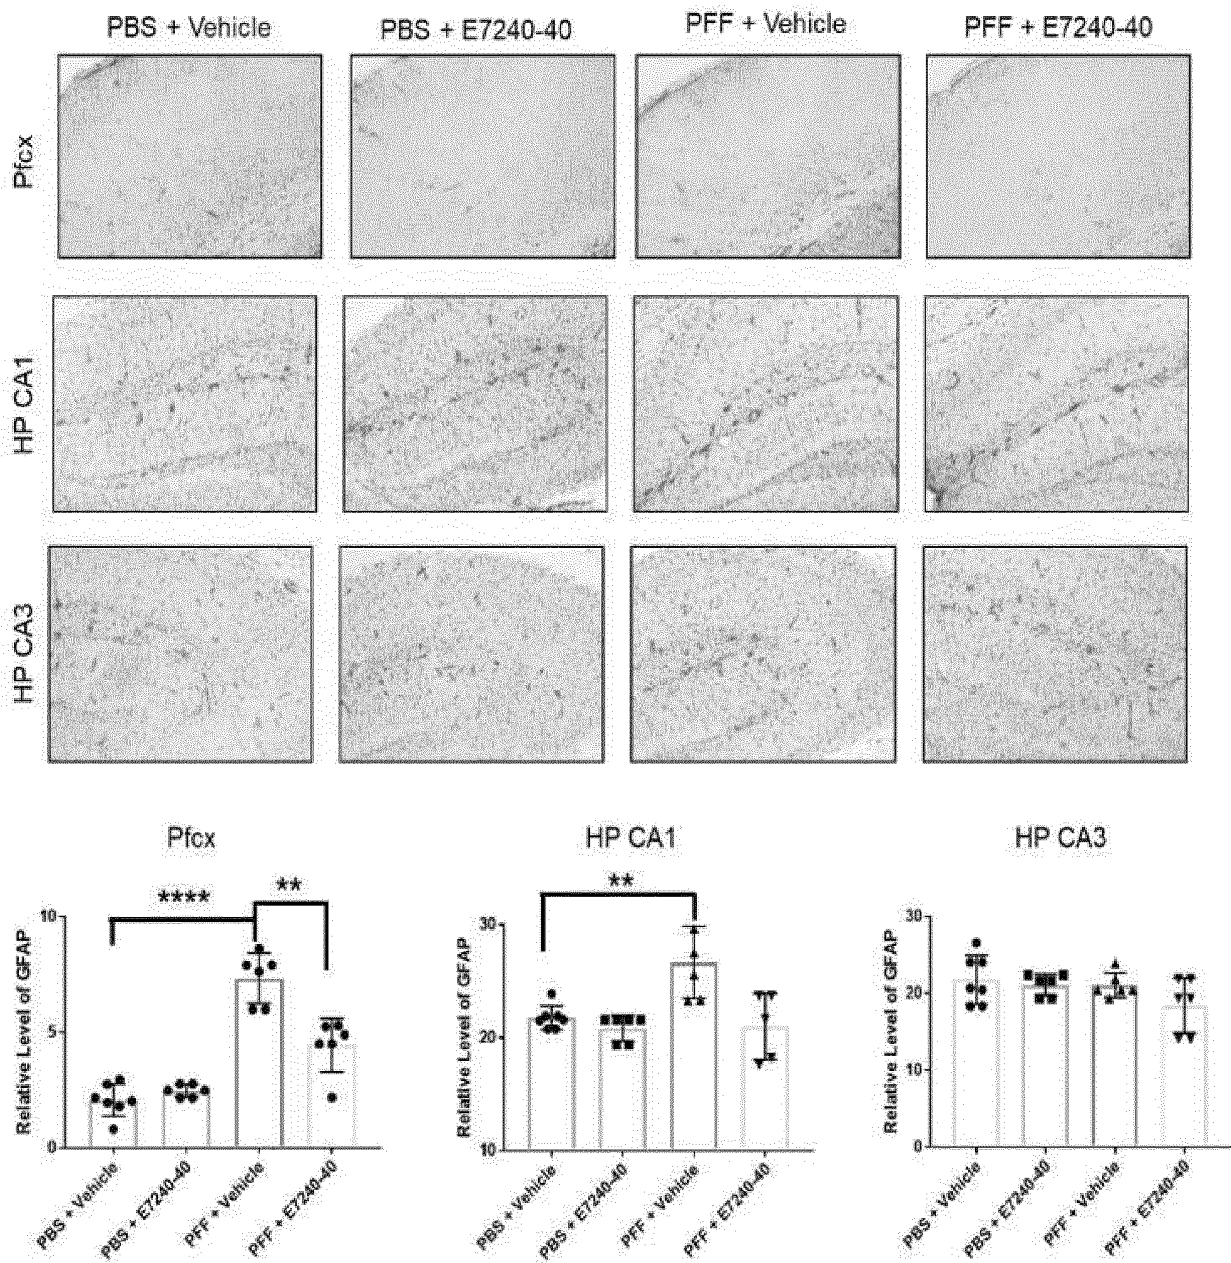 PBS + Vehicle PBS + E7240-40 PFF + Vehicle PFF + E7240-40
Pfcx
HP CA1
HP CA3
Pfcx
**** **
Relative Level of GFAP
10
5
0
PBS + Vehicle
PBS + E7240-40
PFF + Vehicle
PFF + E7240-40
HP CA1
**
Relative Level of GFAP
30
20
10
PBS + Vehicle
PBS + E7240-40
PFF + Vehicle
PFF + E7240-40
HP CA3
Relative Level of GFAP
30
20
10
0
PBS + Vehicle
PBS + E7240-40
PFF + Vehicle
PFF + E7240-40